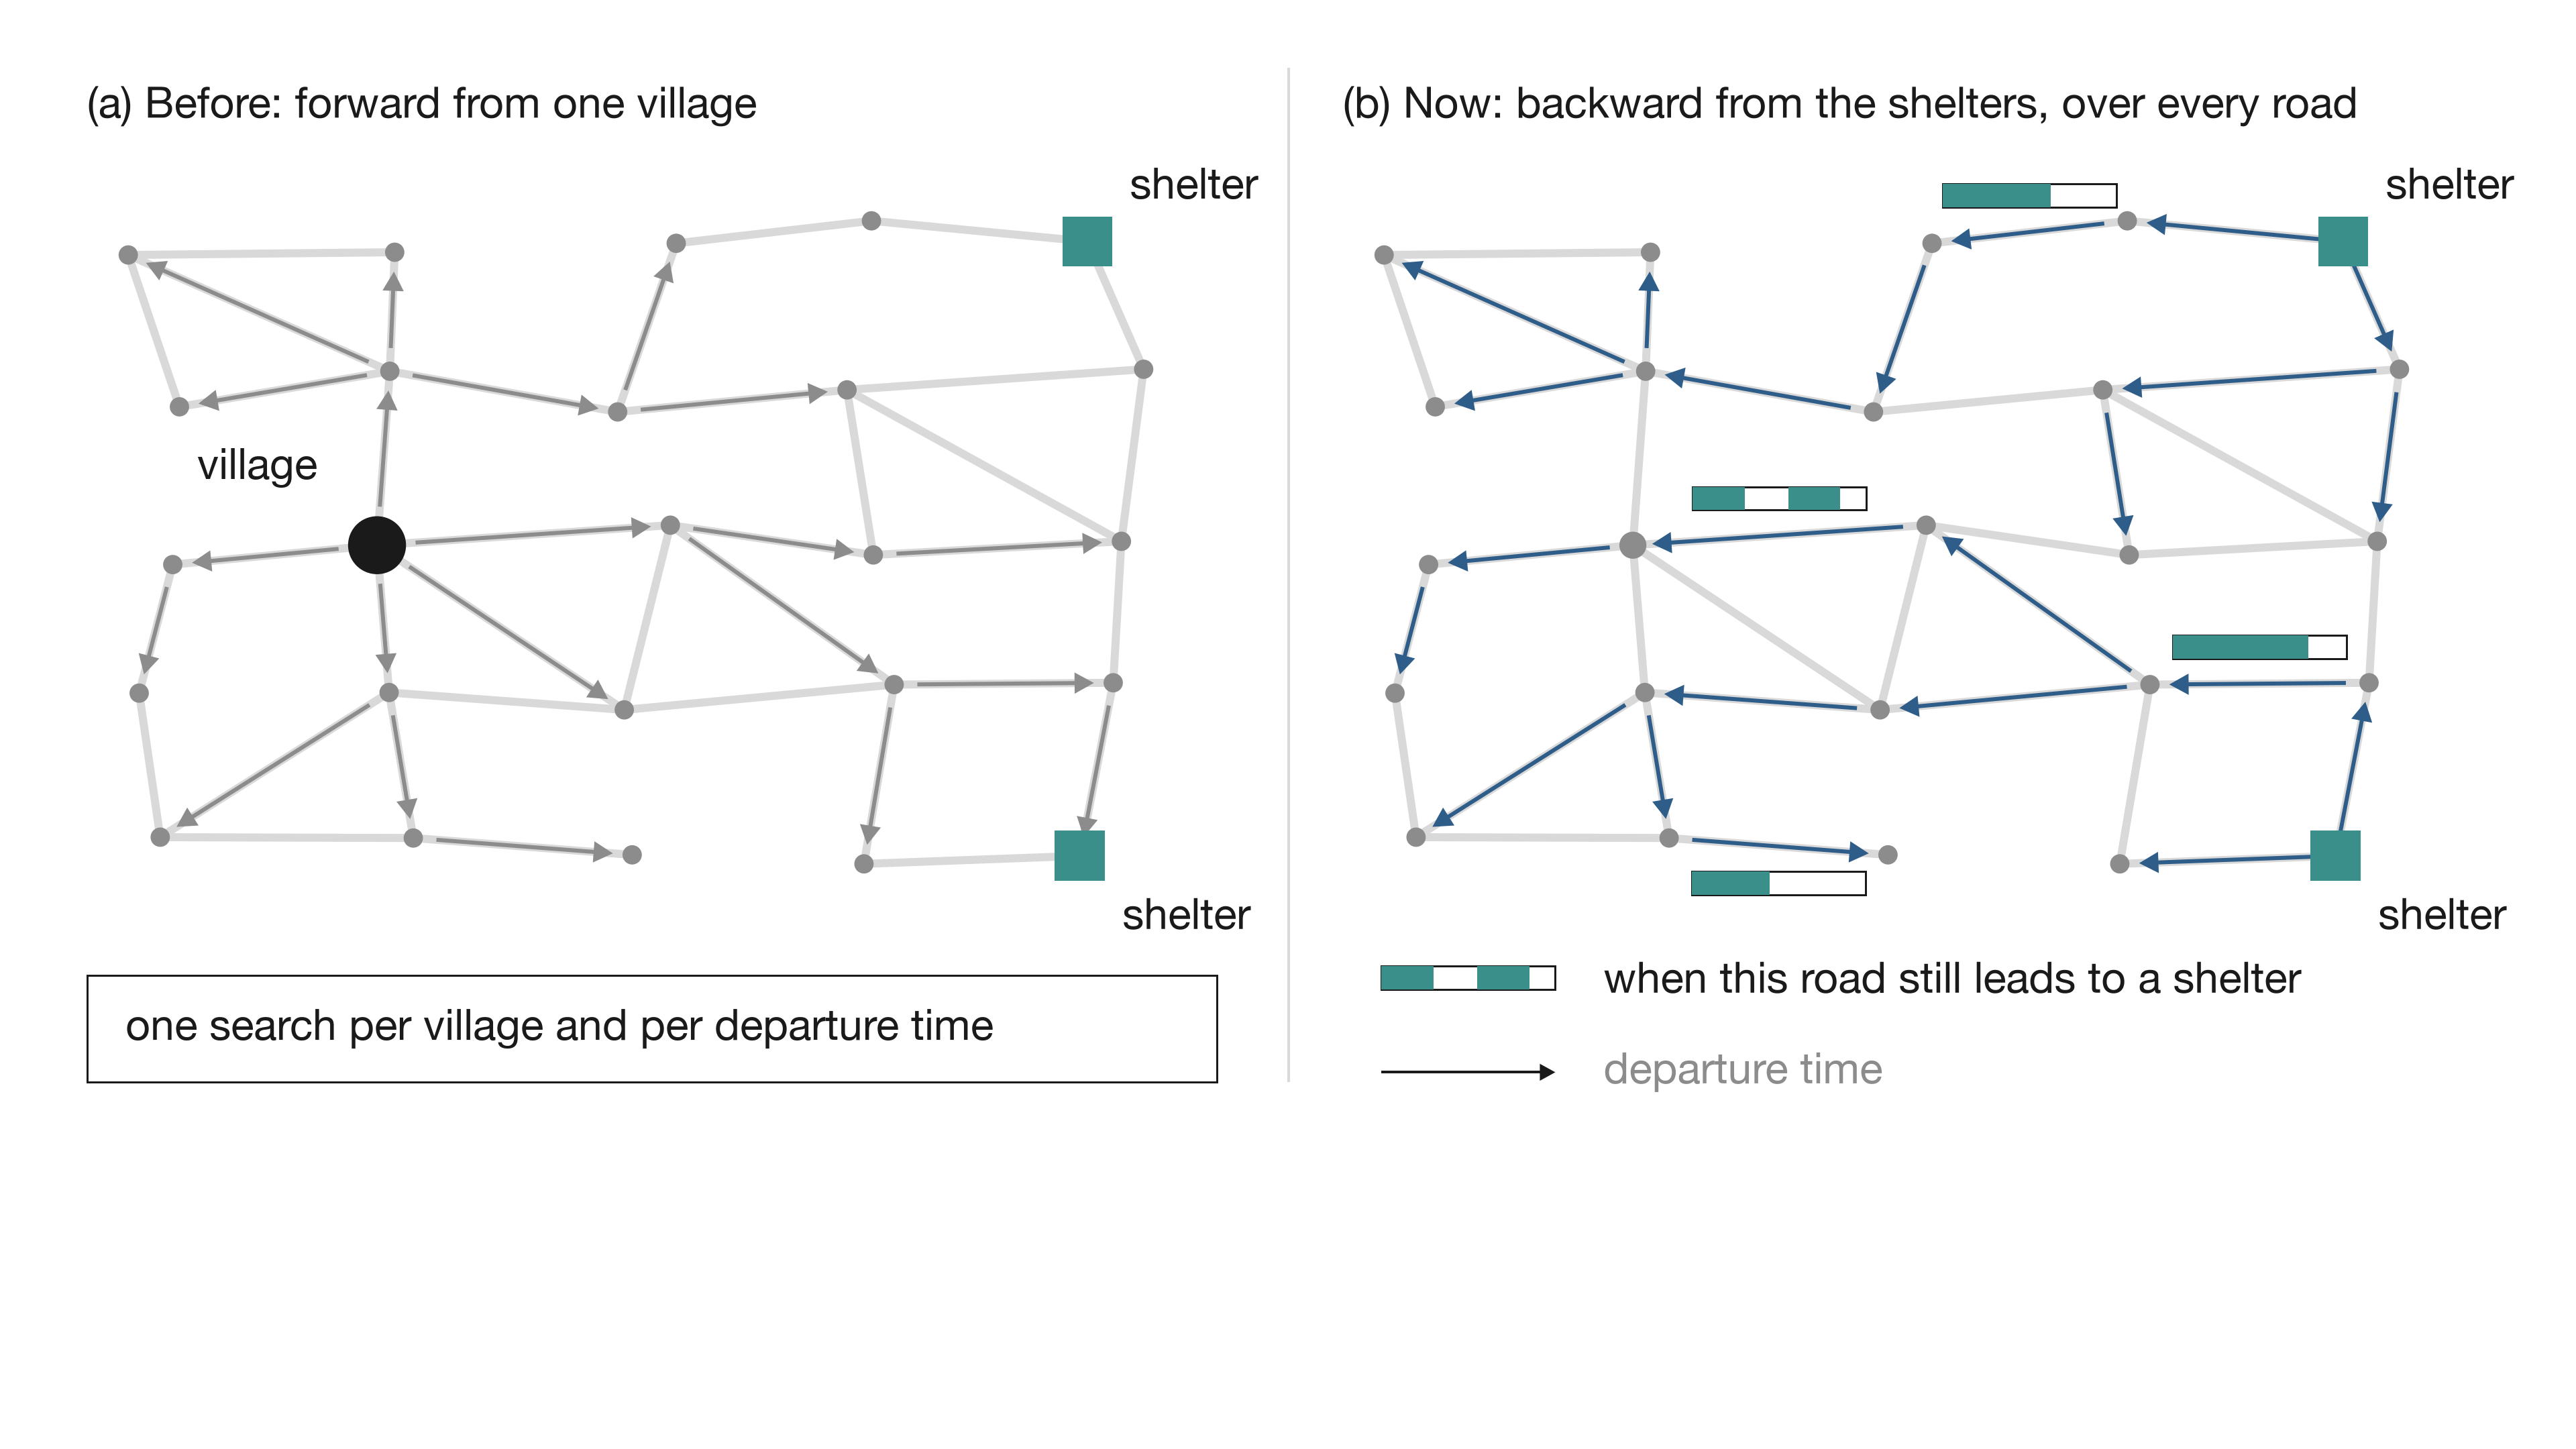 (a) Before: forward from one village
shelter
village
shelter
one search per village and per departure time
(b) Now: backward from the shelters, over every road
shelter
shelter
when this road still leads to a shelter
departure time